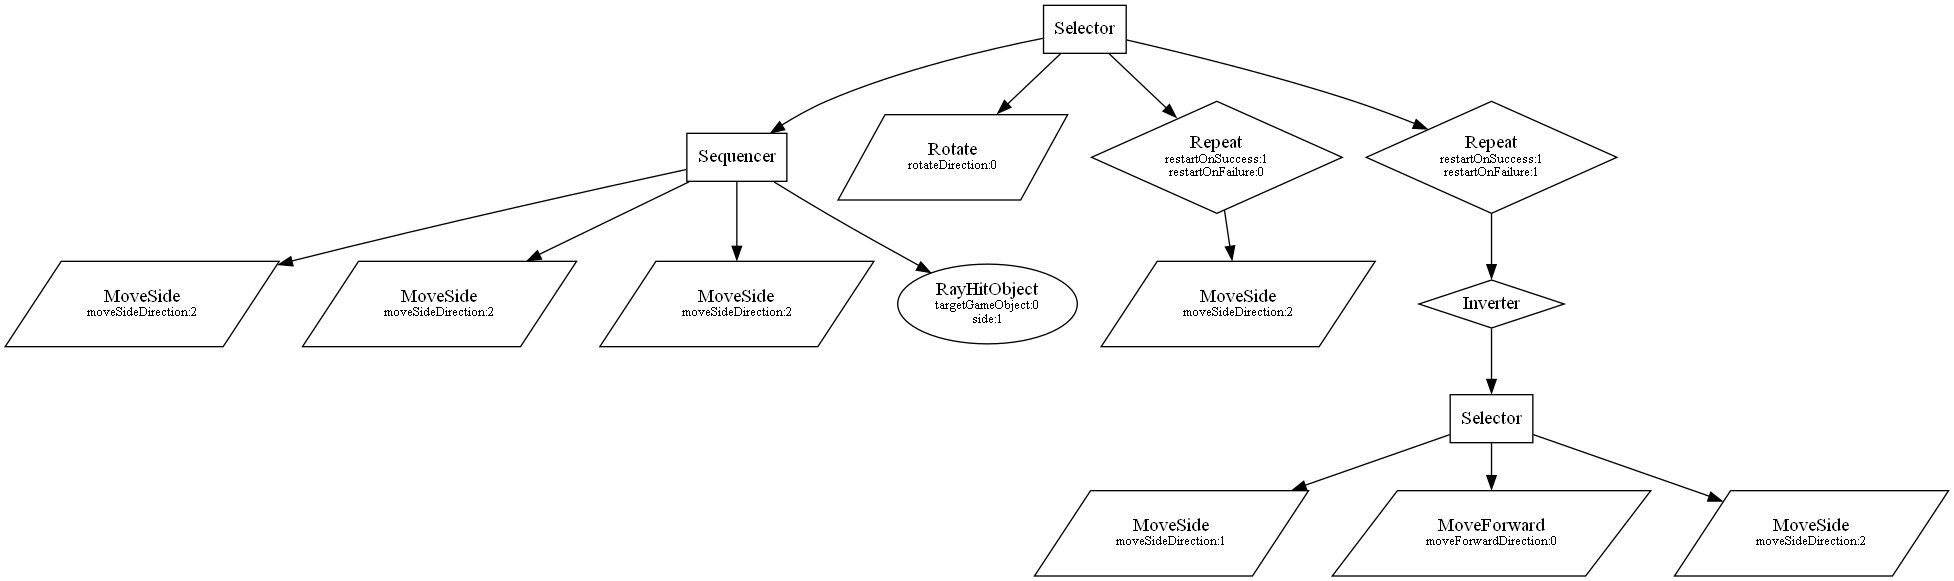 Selector
Sequencer
Rotate
rotateDirection:0
Repeat
restartOnSuccess:1
restartOnFailure:0
Repeat
restartOnSuccess:1
restartOnFailure:1
MoveSide
moveSideDirection:2
MoveSide
moveSideDirection:2
MoveSide
moveSideDirection:2
RayHitObject
targetGameObject:0
side:1
MoveSide
moveSideDirection:2
Inverter
Selector
MoveSide
moveSideDirection:1
MoveForward
moveForwardDirection:0
MoveSide
moveSideDirection:2